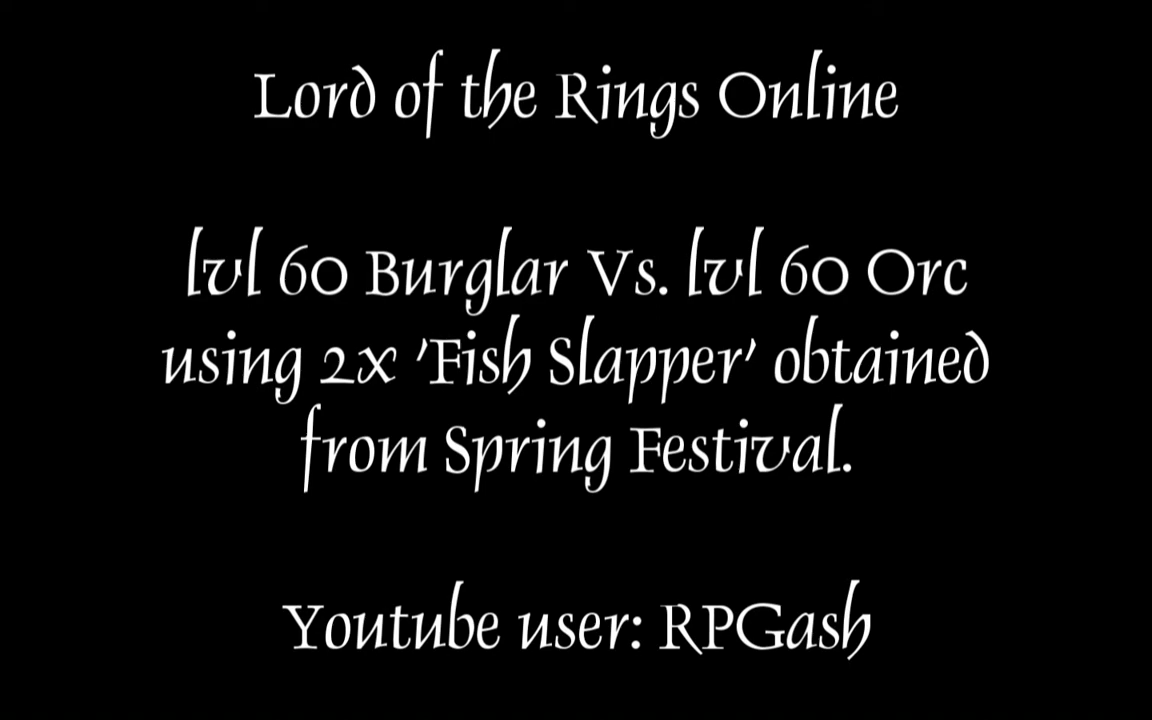 Lord of the Rings Online
lvl 60 Burglar Vs. lvl 60 Orc
using 2x 'Fish Slapper' obtained
from Spring Festival.
Youtube user: RPGash